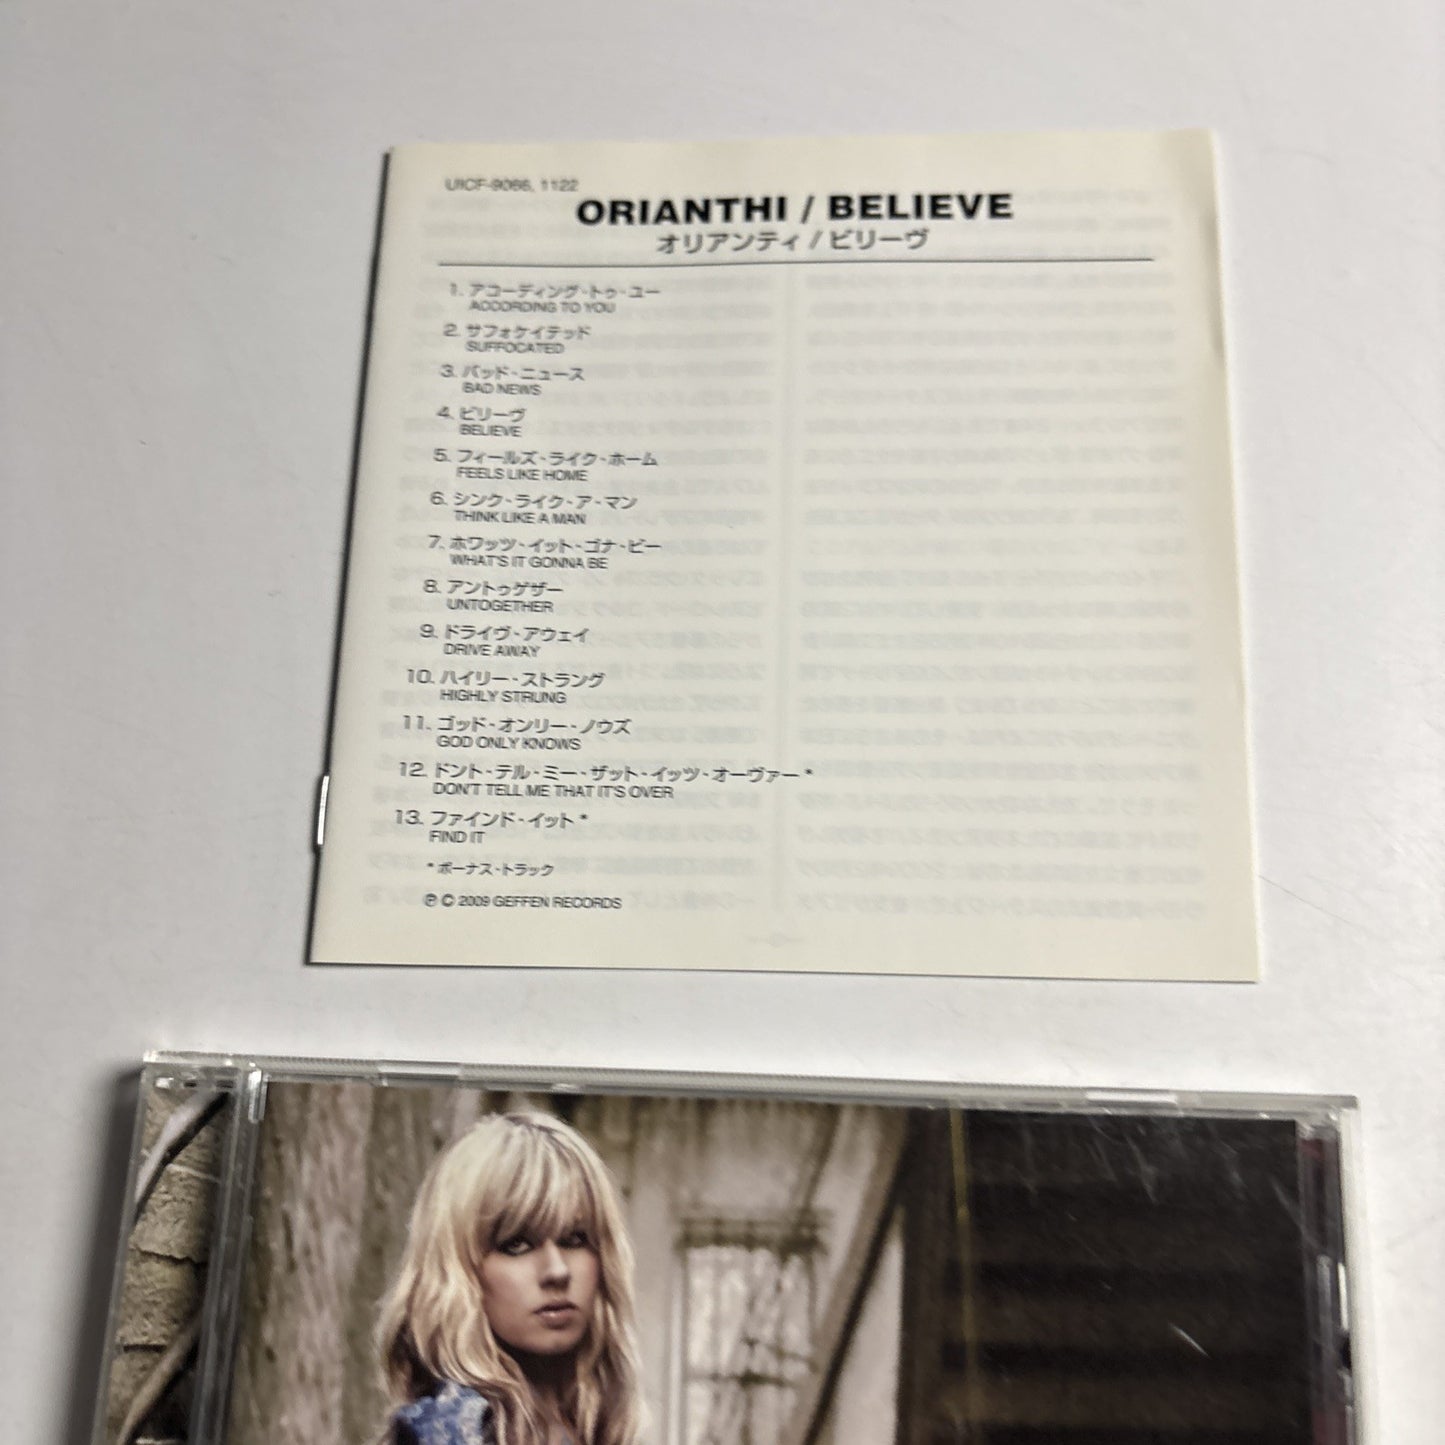 UICF-9066, 1122
ORIANTHI / BELIEVE
オリアンティ / ビリーヴ
1. アコーディング・トゥ・ユー
ACCORDING TO YOU
2. サフォケイテッド
SUFFOCATED
3. バッド・ニュース
BAD NEWS
4. ビリーヴ
BELIEVE
5. フィールズ・ライク・ホーム
FEELS LIKE HOME
6. シンク・ライク・ア・マン
THINK LIKE A MAN
7. ホワッツ・イット・ゴナ・ビー
WHAT'S IT GONNA BE
8. アントゥゲザー
UNTOGETHER
9. ドライヴ・アウェイ
DRIVE AWAY
10. ハイリー・ストラング
HIGHLY STRUNG
11. ゴッド・オンリー・ノウズ
GOD ONLY KNOWS
12. ドント・テル・ミー・ザット・イッツ・オーヴァー *
DON'T TELL ME THAT IT'S OVER
13. ファインド・イット *
FIND IT
* ボーナス・トラック
℗ © 2009 GEFFEN RECORDS